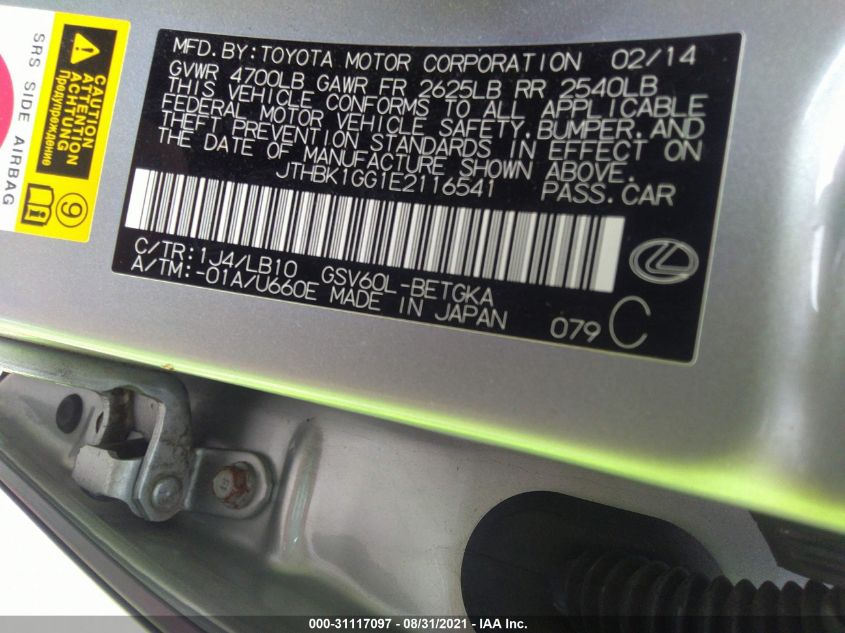 MFD. BY: TOYOTA MOTOR CORPORATION 02/14
GVWR 4700LB GAWR FR 2625LB RR 2540LB
THIS VEHICLE CONFORMS TO ALL APPLICABLE
FEDERAL MOTOR VEHICLE SAFETY, BUMPER, AND
THEFT PREVENTION STANDARDS IN EFFECT ON
THE DATE OF MANUFACTURE SHOWN ABOVE.
JTHBK1GG1E2116541 PASS.CAR
C/TR:1J4/LB10 GSV60L-BETGKA
A/TM:-01A/U660E MADE IN JAPAN
079 C
CAUTION
ATTENTION
ACHTUNG
Предупреждение
SRS SIDE AIRBAG
9
000-31117097 - 08/31/2021 - IAA Inc.